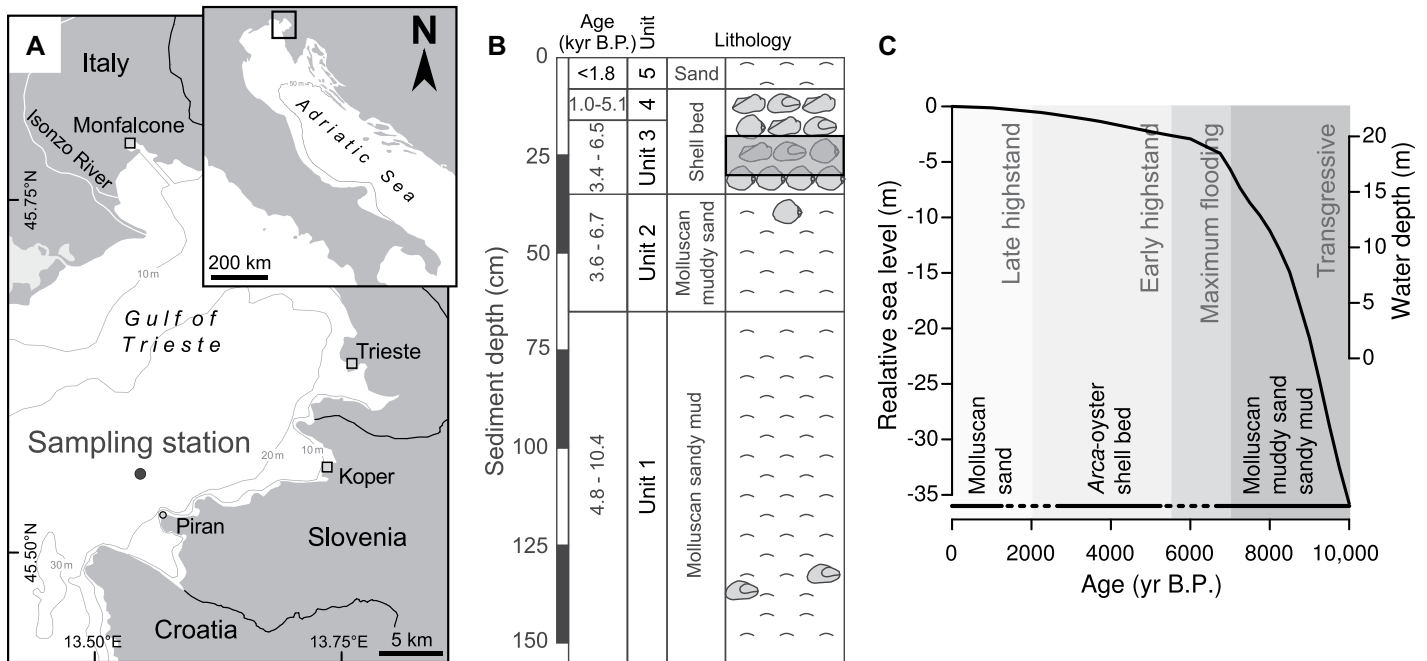 A
Italy
Isonzo River
Monfalcone
45.75°N
10 m
Gulf of
Trieste
Trieste
Sampling station
20 m
10 m
Koper
Piran
Slovenia
45.50°N
30 m
Croatia
13.50°E
13.75°E
5 km
N
50 m
Adriatic Sea
200 km
B
Age
(kyr B.P.)
Unit
Lithology
Sediment depth (cm)
0
25
50
75
100
125
150
<1.8
5
Sand
1.0-5.1
4
Shell bed
3.4 - 6.5
Unit 3
3.6 - 6.7
Unit 2
Molluscan
muddy sand
4.8 - 10.4
Unit 1
Molluscan sandy mud
C
Realative sea level (m)
0
-5
-10
-15
-20
-25
-30
-35
Late highstand
Early highstand
Maximum flooding
Transgressive
Water depth (m)
20
15
10
5
0
Molluscan
sand
Arca-oyster
shell bed
Molluscan
muddy sand
sandy mud
0
2000
4000
6000
8000
10,000
Age (yr B.P.)